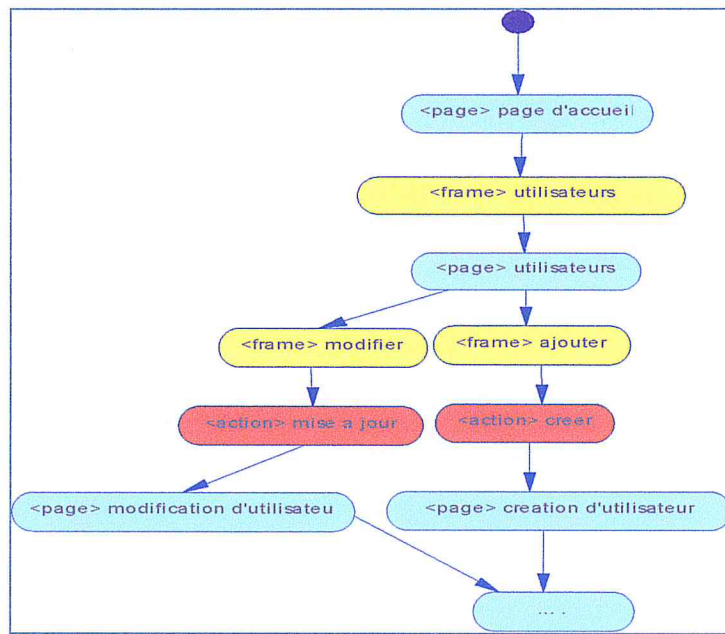 <page> page d'accueil
<frame> utilisateurs
<page> utilisateurs
<frame> modifier
<frame> ajouter
<action> mise a jour
<action> creer
<page> modification d'utilisateu
<page> creation d'utilisateur
... .